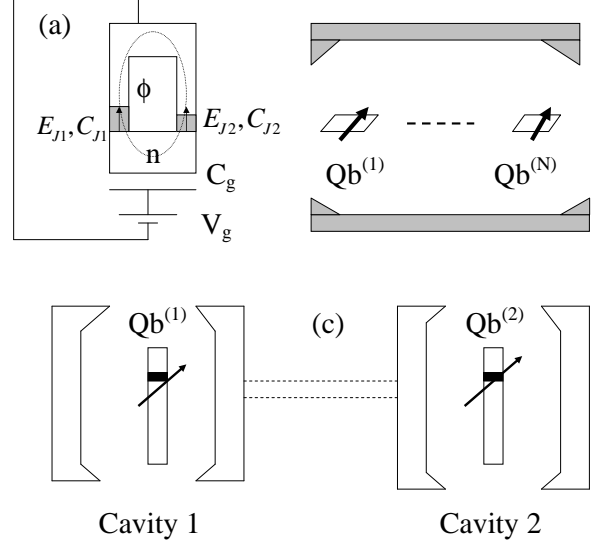 (a)
ϕ
E_{J1}, C_{J1}
E_{J2}, C_{J2}
n
C_g
V_g
Qb^{(1)}
Qb^{(N)}
Qb^{(1)}
(c)
Qb^{(2)}
Cavity 1
Cavity 2